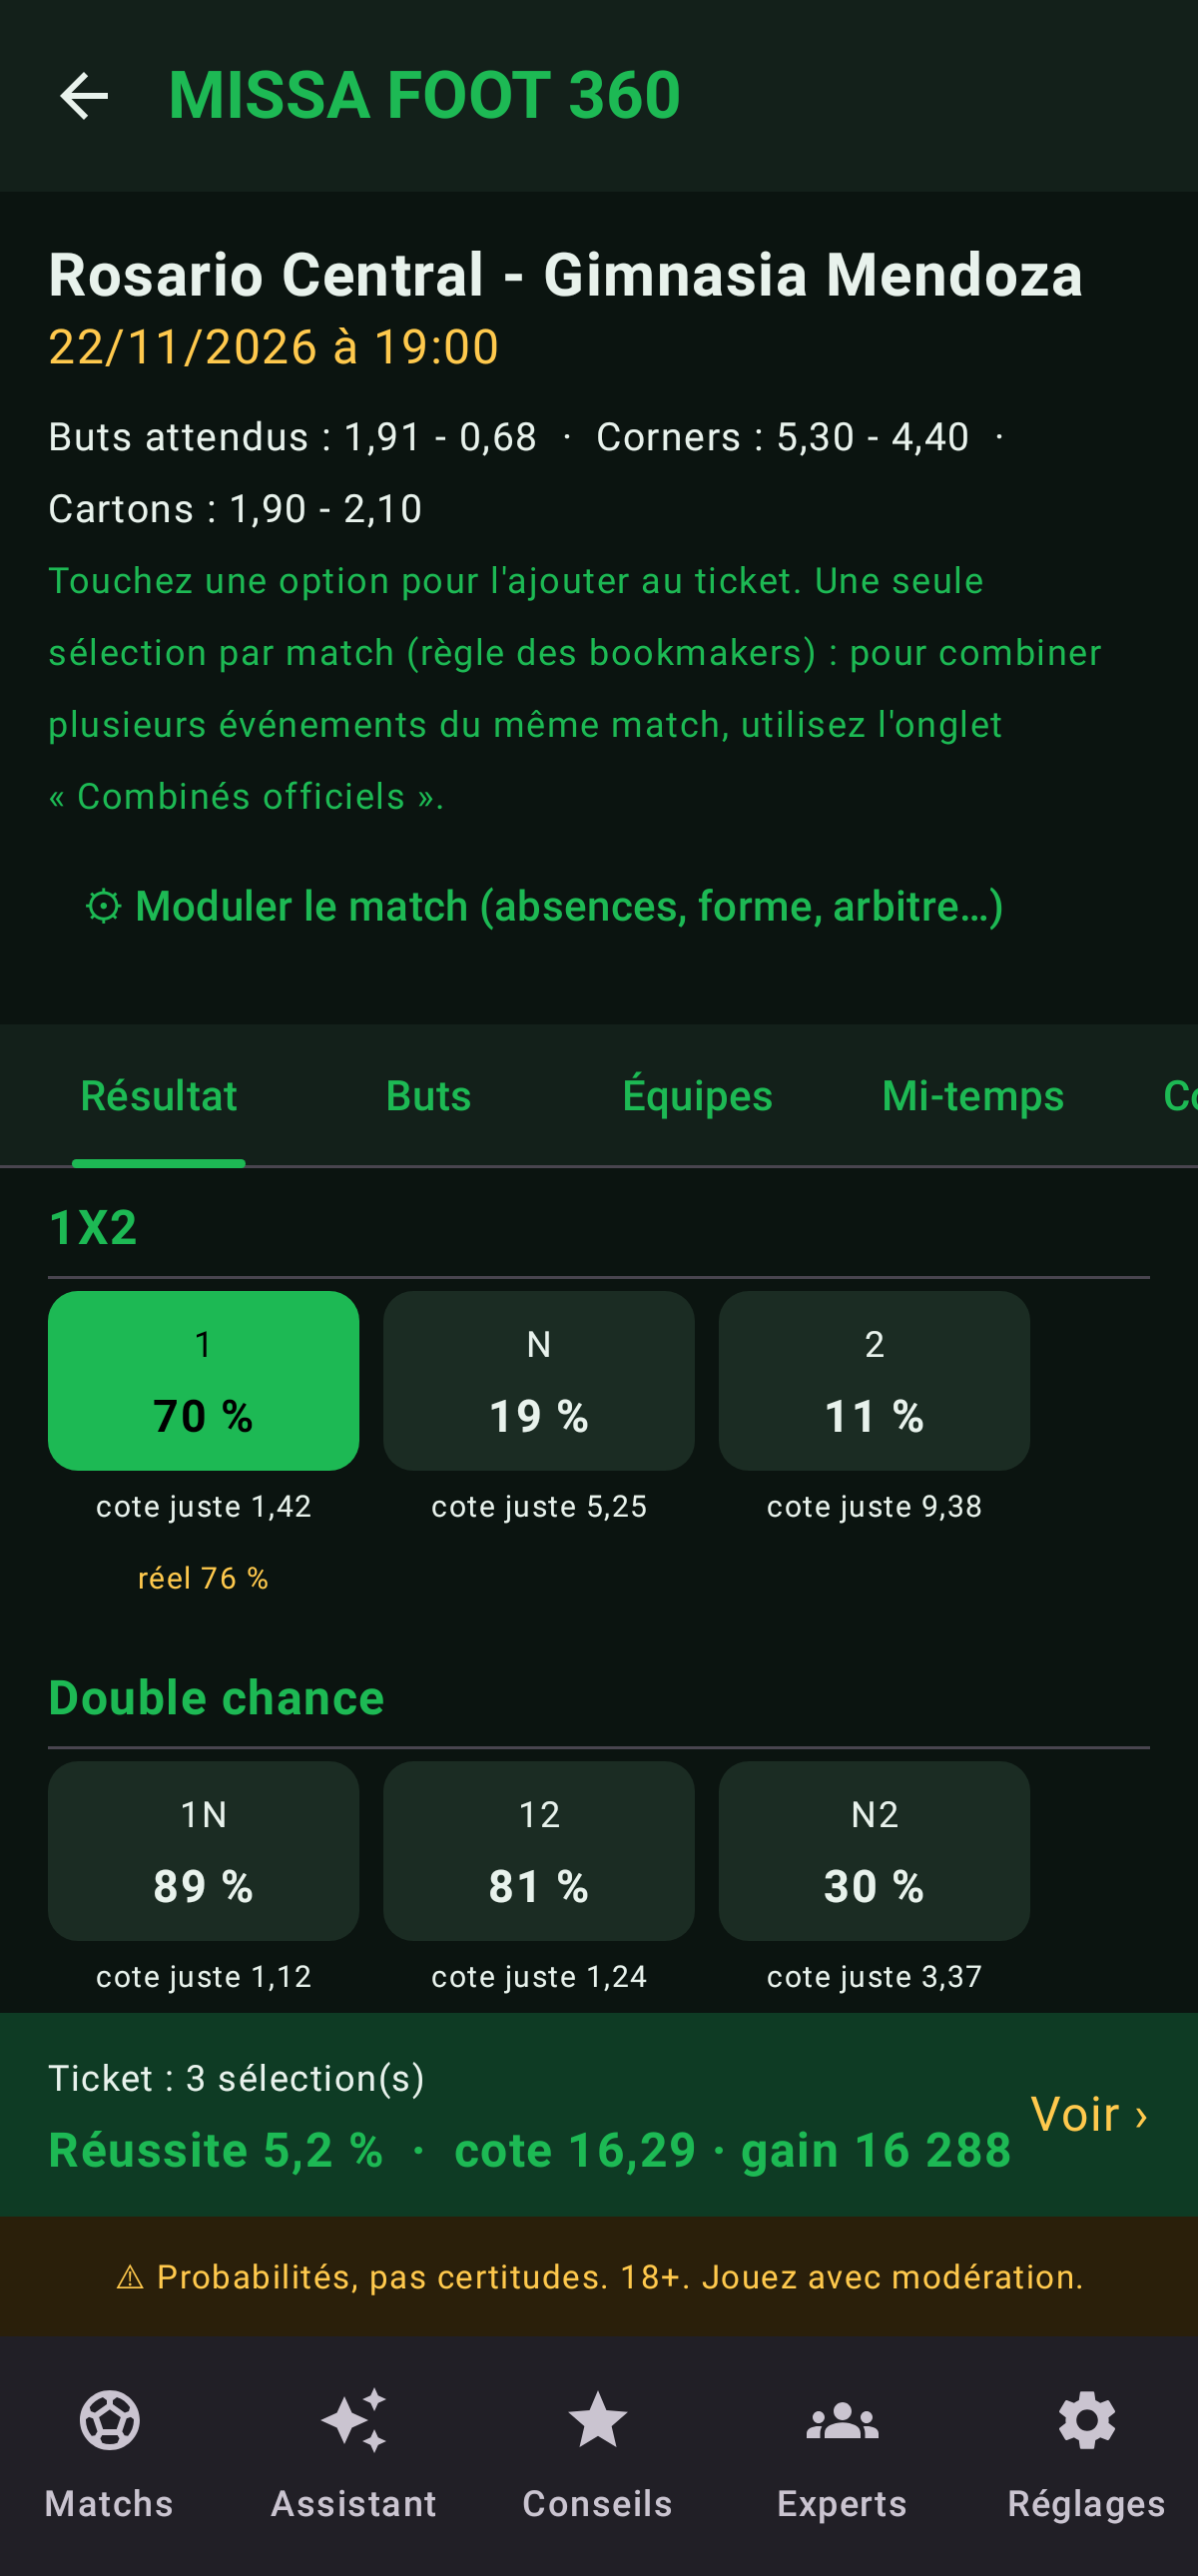 MISSA FOOT 360
Rosario Central - Gimnasia Mendoza
22/11/2026 à 19:00
Buts attendus : 1,91 - 0,68 · Corners : 5,30 - 4,40 ·
Cartons : 1,90 - 2,10
Touchez une option pour l'ajouter au ticket. Une seule
sélection par match (règle des bookmakers) : pour combiner
plusieurs événements du même match, utilisez l'onglet
« Combinés officiels ».
Moduler le match (absences, forme, arbitre…)
Résultat Buts Équipes Mi-temps Co
1X2
1 N 2
70 % 19 % 11 %
cote juste 1,42 cote juste 5,25 cote juste 9,38
réel 76 %
Double chance
1N 12 N2
89 % 81 % 30 %
cote juste 1,12 cote juste 1,24 cote juste 3,37
Ticket : 3 sélection(s)
Réussite 5,2 % · cote 16,29 · gain 16 288
Voir ›
⚠ Probabilités, pas certitudes. 18+. Jouez avec modération.
Matchs Assistant Conseils Experts Réglages